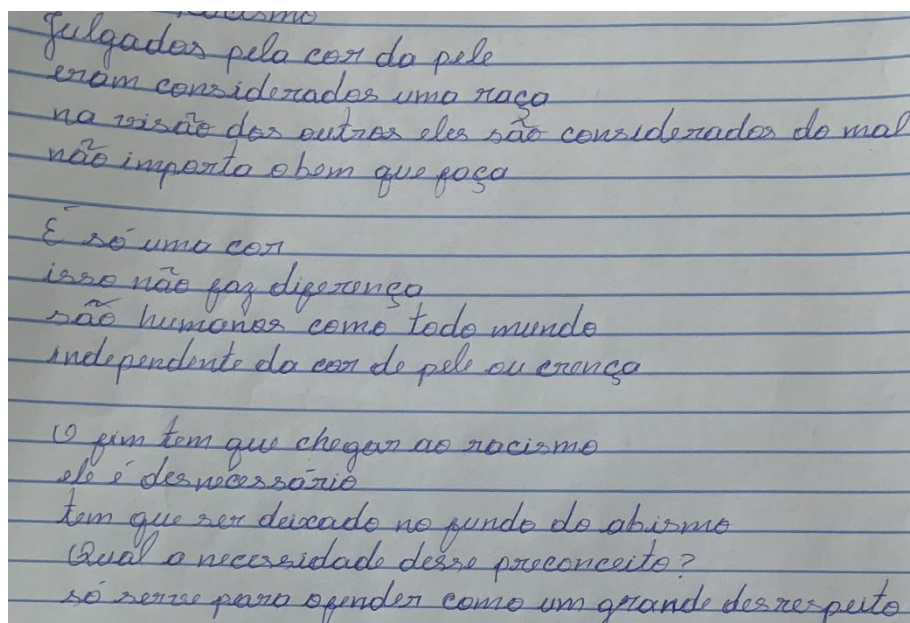 Racismo
Julgados pela cor da pele
eram considerados uma raça
na visão dos outros eles são considerados do mal
não importa o bem que faça
É só uma cor
isso não faz diferença
são humanos como todo mundo
independente da cor de pele ou crença
O fim tem que chegar ao racismo
ele é desnecessário
tem que ser deixado no fundo do abismo
Qual a necessidade desse preconceito?
só serve para ofender como um grande desrespeito